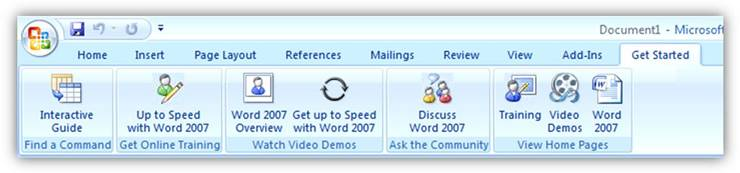 Document1 - Microsoft
Home Insert Page Layout References Mailings Review View Add-Ins Get Started
Interactive Guide
Up to Speed with Word 2007
Word 2007 Overview
Get up to Speed with Word 2007
Discuss Word 2007
Training
Video Demos
Word 2007
Find a Command Get Online Training Watch Video Demos Ask the Community View Home Pages